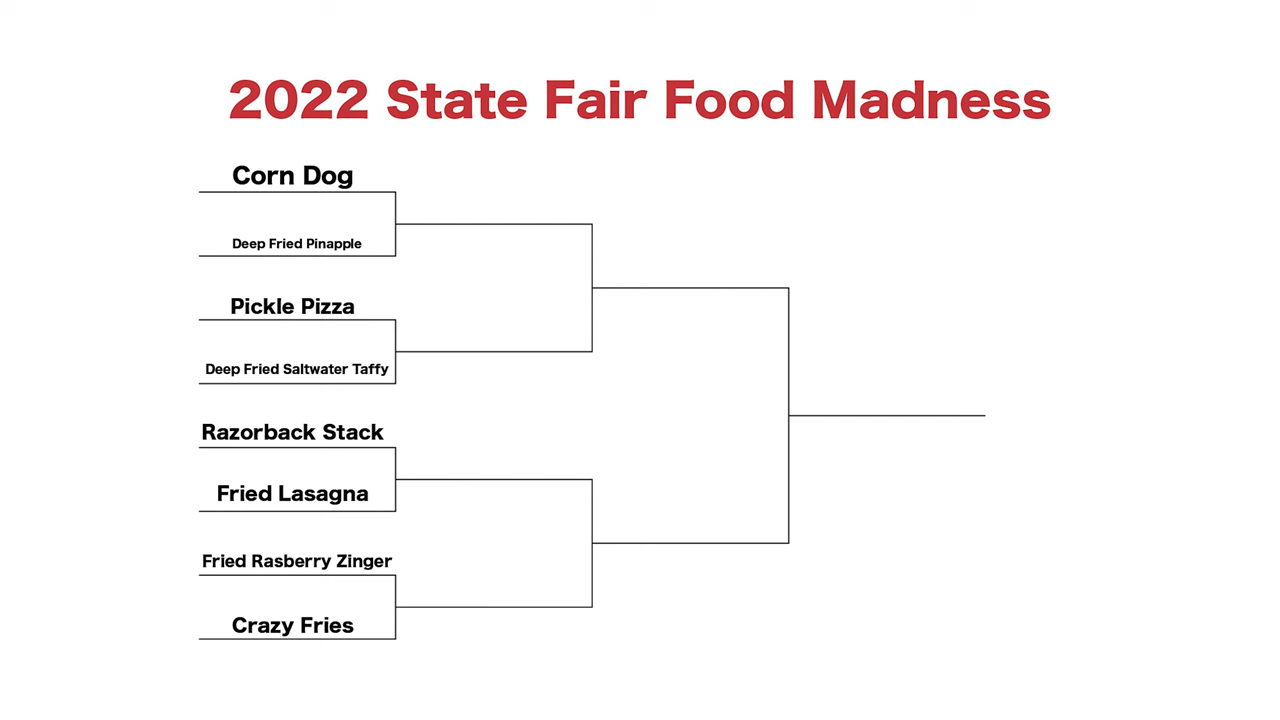 2022 State Fair Food Madness
Corn Dog
Deep Fried Pinapple
Pickle Pizza
Deep Fried Saltwater Taffy
Razorback Stack
Fried Lasagna
Fried Rasberry Zinger
Crazy Fries